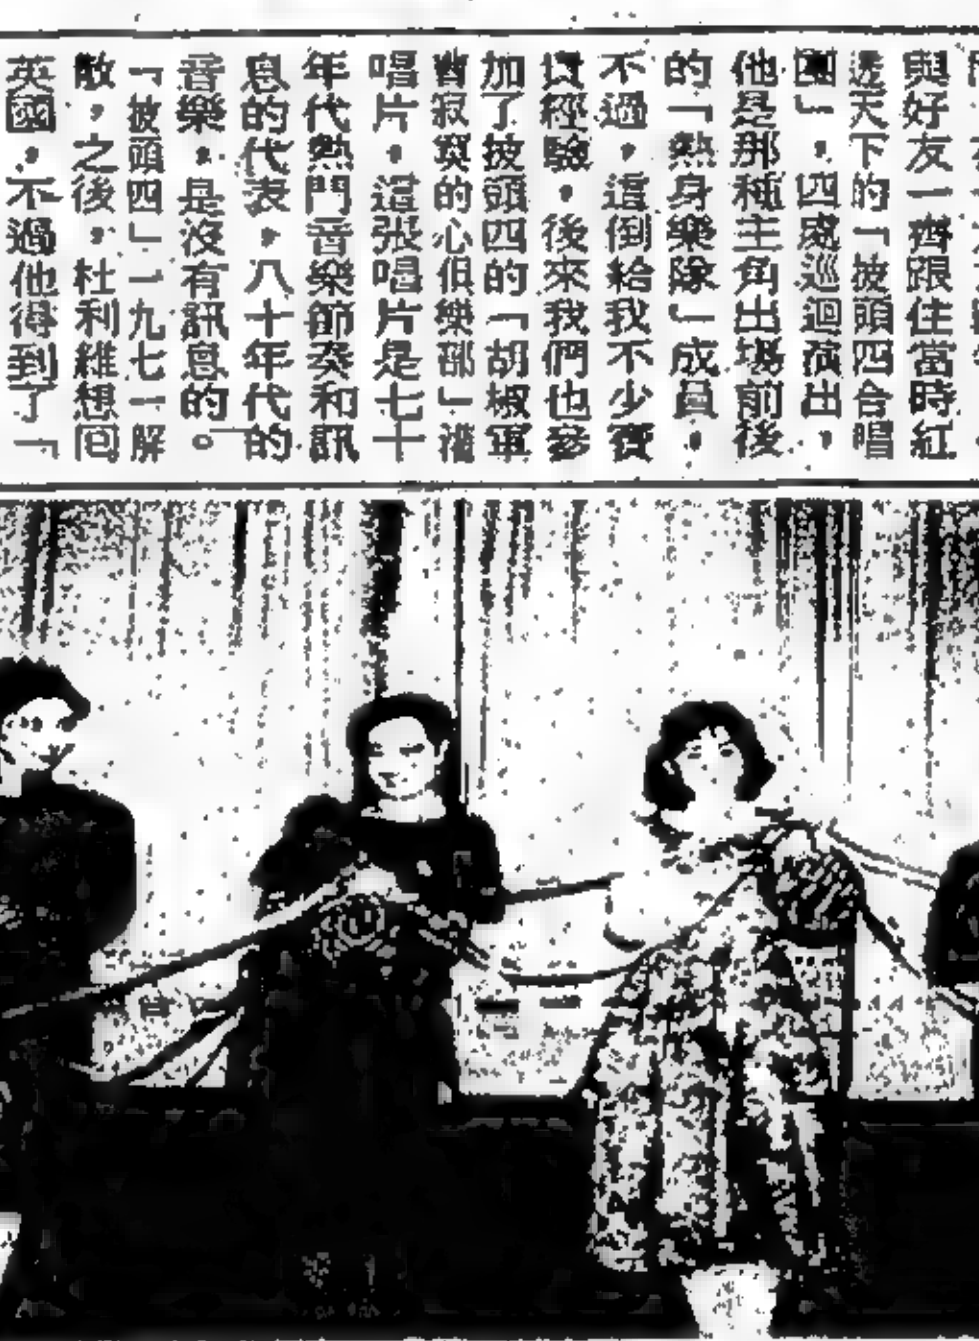 與好友一齊跟住當時紅
透天下的「披頭四合唱
團」,四處巡迴演出,
他是那種主角出場前後
的「熱身樂隊」成員,
不過,這倒給我不少寶
貴經驗,後來我們也參
加了披頭四的「胡椒軍
曹寂寞的心俱樂部」灌
唱片,這張唱片是七十
年代熱門音樂節奏和訊
息的代表,八十年代的
音樂,是沒有訊息的。
「披頭四」一九七一解
散,之後,杜利維想回
英國,不過他得到了「